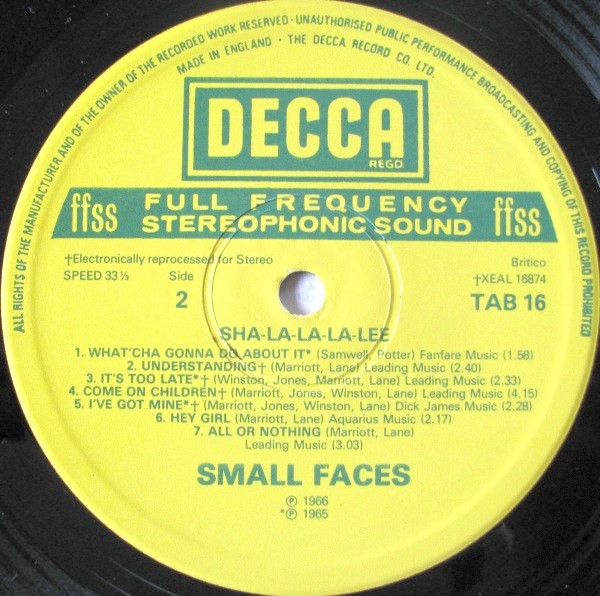 ALL RIGHTS OF THE MANUFACTURER AND OF THE OWNER OF THE RECORDED WORK RESERVED · UNAUTHORISED PUBLIC PERFORMANCE BROADCASTING AND COPYING OF THIS RECORD PROHIBITED
MADE IN ENGLAND · THE DECCA RECORD CO. LTD.
DECCA
REGD.
ffss FULL FREQUENCY ffss
STEREOPHONIC SOUND
†Electronically reprocessed for Stereo Britico
SPEED 33⅓ Side †XEAL 16874
2 TAB 16
SHA-LA-LA-LA-LEE
1. WHAT'CHA GONNA DO ABOUT IT* (Samwell, Potter) Fanfare Music (1.58)
2. UNDERSTANDING† (Marriott, Lane) Leading Music (2.40)
3. IT'S TOO LATE*† (Winston, Jones, Marriott, Lane) Leading Music (2.33)
4. COME ON CHILDREN† (Marriott, Jones, Winston, Lane) Leading Music (4.15)
5. I'VE GOT MINE*† (Marriott, Jones, Winston, Lane) Dick James Music (2.28)
6. HEY GIRL (Marriott, Lane) Aquarius Music (2.17)
7. ALL OR NOTHING (Marriott, Lane)
Leading Music (3.03)
SMALL FACES
℗ 1966
*℗ 1965